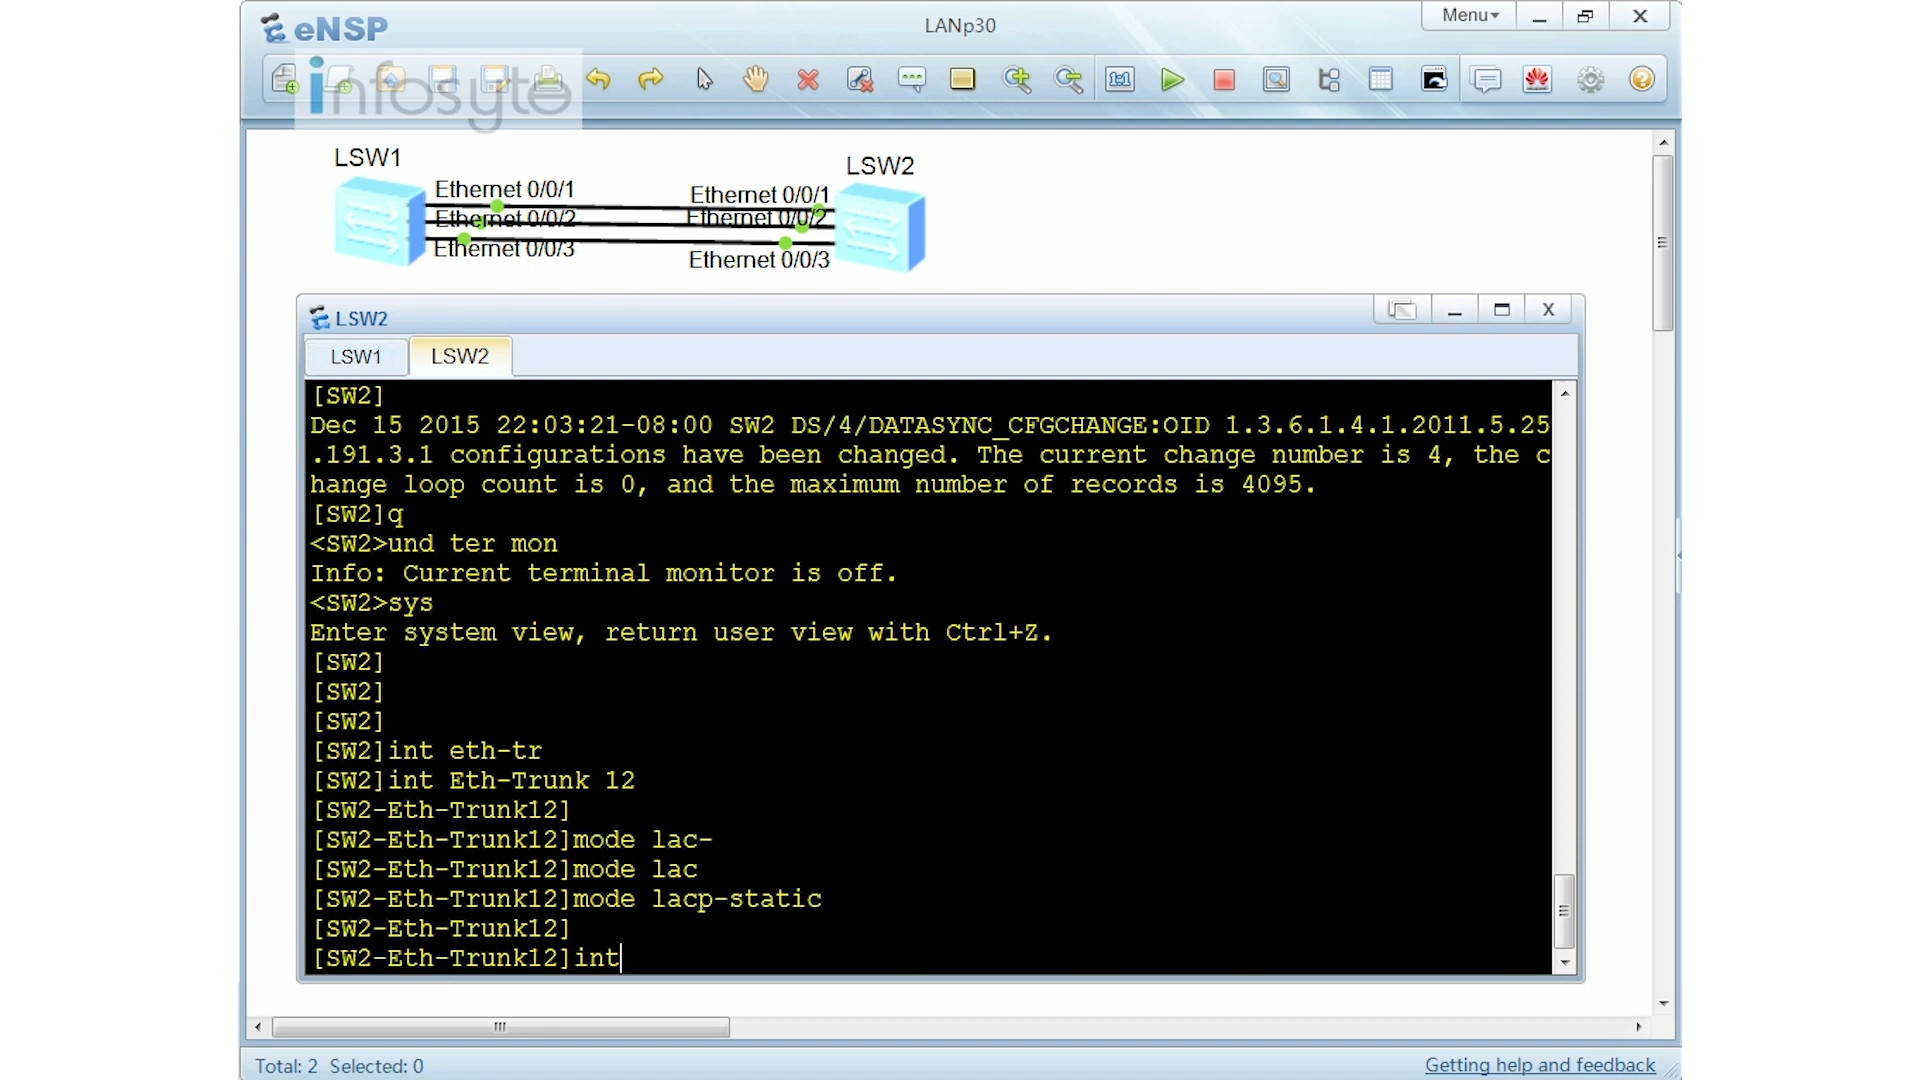 eNSP
LANp30
Menu
infosyte
1:1
LSW1
LSW2
Ethernet 0/0/1
Ethernet 0/0/1
Ethernet 0/0/2
Ethernet 0/0/2
Ethernet 0/0/3
Ethernet 0/0/3
LSW2
LSW1
LSW2
[SW2]
Dec 15 2015 22:03:21-08:00 SW2 DS/4/DATASYNC_CFGCHANGE:OID 1.3.6.1.4.1.2011.5.25
.191.3.1 configurations have been changed. The current change number is 4, the c
hange loop count is 0, and the maximum number of records is 4095.
[SW2]q
<SW2>und ter mon
Info: Current terminal monitor is off.
<SW2>sys
Enter system view, return user view with Ctrl+Z.
[SW2]
[SW2]
[SW2]
[SW2]int eth-tr
[SW2]int Eth-Trunk 12
[SW2-Eth-Trunk12]
[SW2-Eth-Trunk12]mode lac-
[SW2-Eth-Trunk12]mode lac
[SW2-Eth-Trunk12]mode lacp-static
[SW2-Eth-Trunk12]
[SW2-Eth-Trunk12]int
Total: 2 Selected: 0
Getting help and feedback